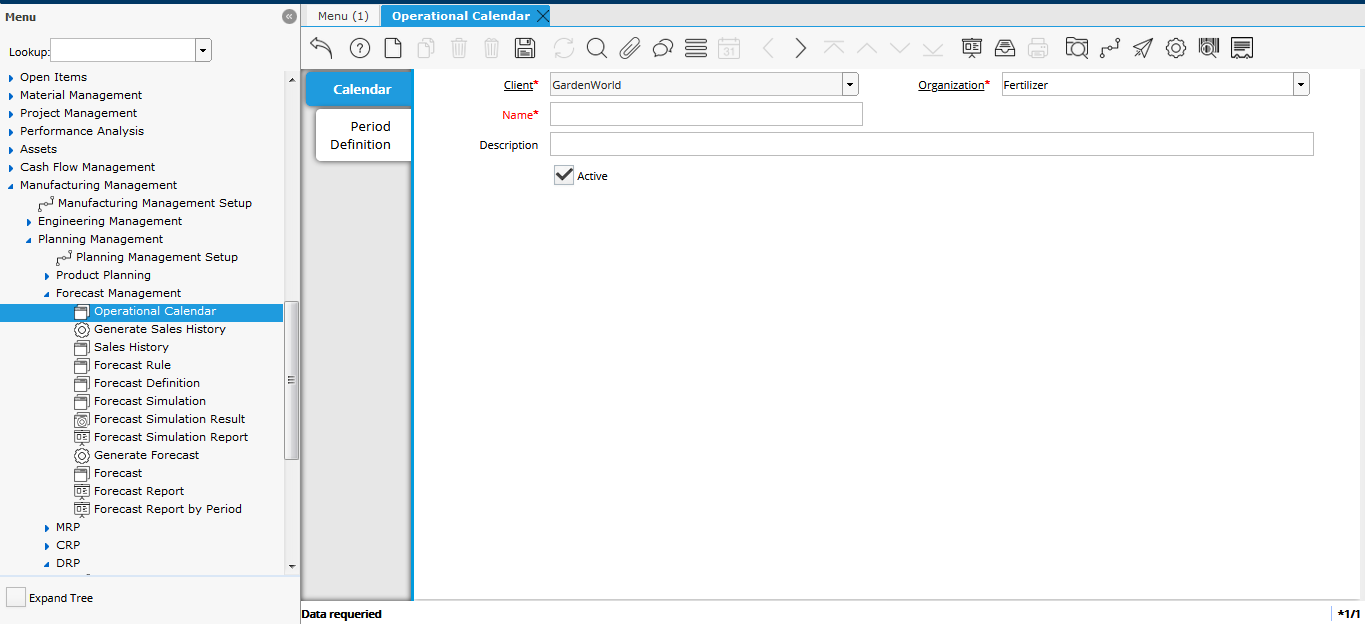 Menu
Lookup:
Open Items
Material Management
Project Management
Performance Analysis
Assets
Cash Flow Management
Manufacturing Management
Manufacturing Management Setup
Engineering Management
Planning Management
Planning Management Setup
Product Planning
Forecast Management
Operational Calendar
Generate Sales History
Sales History
Forecast Rule
Forecast Definition
Forecast Simulation
Forecast Simulation Result
Forecast Simulation Report
Generate Forecast
Forecast
Forecast Report
Forecast Report by Period
MRP
CRP
DRP
Expand Tree
Menu (1)
Operational Calendar
31
Calendar
Period
Definition
Client*
GardenWorld
Organization*
Fertilizer
Name*
Description
Active
Data requeried
*1/1